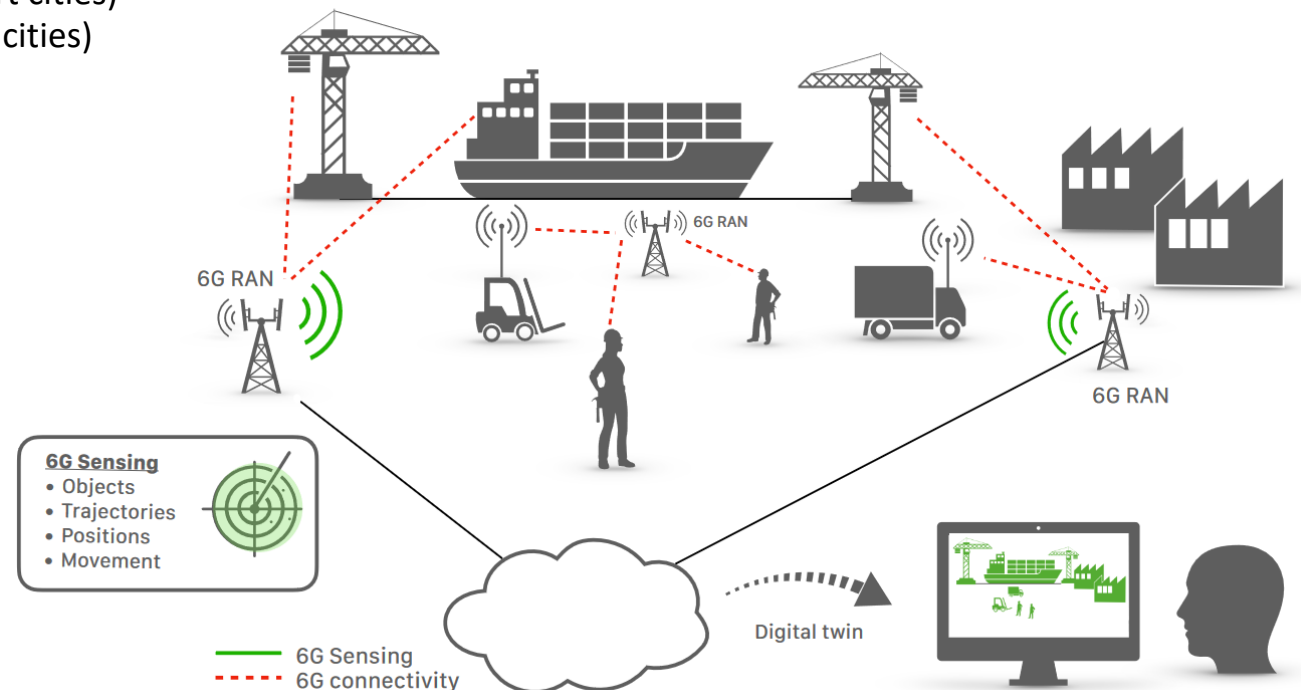 cities)
cities)
6G RAN
6G RAN
6G RAN
6G Sensing
• Objects
• Trajectories
• Positions
• Movement
Digital twin
6G Sensing
6G connectivity